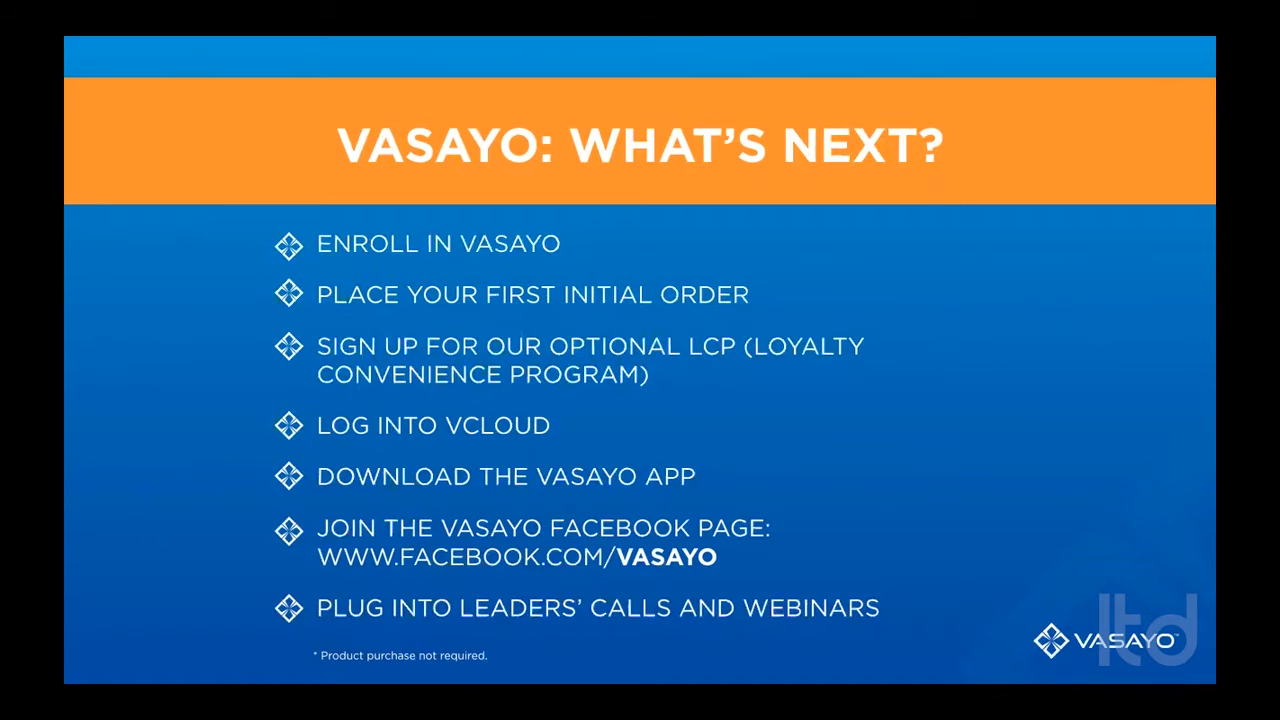 VASAYO: WHAT'S NEXT?
ENROLL IN VASAYO
PLACE YOUR FIRST INITIAL ORDER
SIGN UP FOR OUR OPTIONAL LCP (LOYALTY
CONVENIENCE PROGRAM)
LOG INTO VCLOUD
DOWNLOAD THE VASAYO APP
JOIN THE VASAYO FACEBOOK PAGE:
WWW.FACEBOOK.COM/VASAYO
PLUG INTO LEADERS' CALLS AND WEBINARS
* Product purchase not required.
VASAYO™
ltd